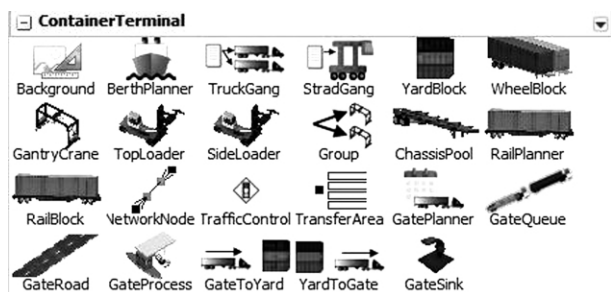 ContainerTerminal
Background BerthPlanner TruckGang StradGang YardBlock WheelBlock
GantryCrane TopLoader SideLoader Group ChassisPool RailPlanner
RailBlock NetworkNode TrafficControl TransferArea GatePlanner GateQueue
GateRoad GateProcess GateToYard YardToGate GateSink